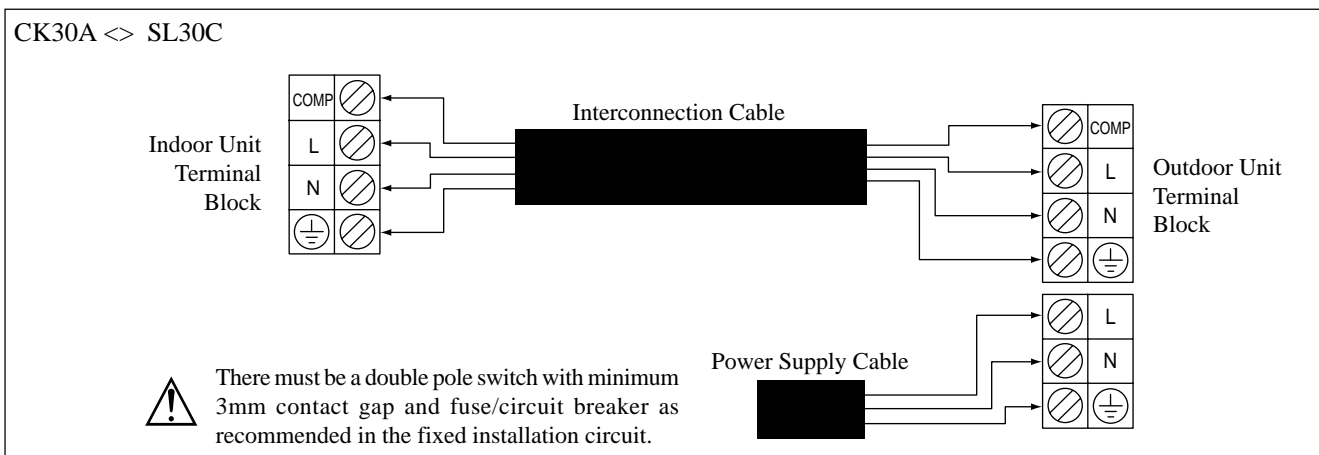 CK30A <> SL30C
Interconnection Cable
Indoor Unit
Terminal
Block
COMP
L
N
COMP
L
N
Outdoor Unit
Terminal
Block
L
N
Power Supply Cable
There must be a double pole switch with minimum
3mm contact gap and fuse/circuit breaker as
recommended in the fixed installation circuit.